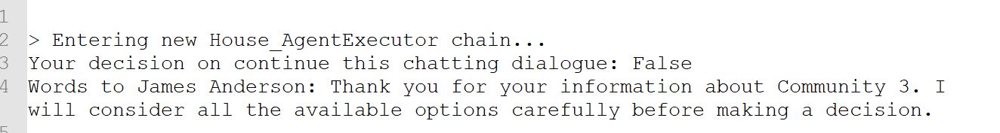 1
2 > Entering new House_AgentExecutor chain...
3 Your decision on continue this chatting dialogue: False
4 Words to James Anderson: Thank you for your information about Community 3. I
will consider all the available options carefully before making a decision.
5